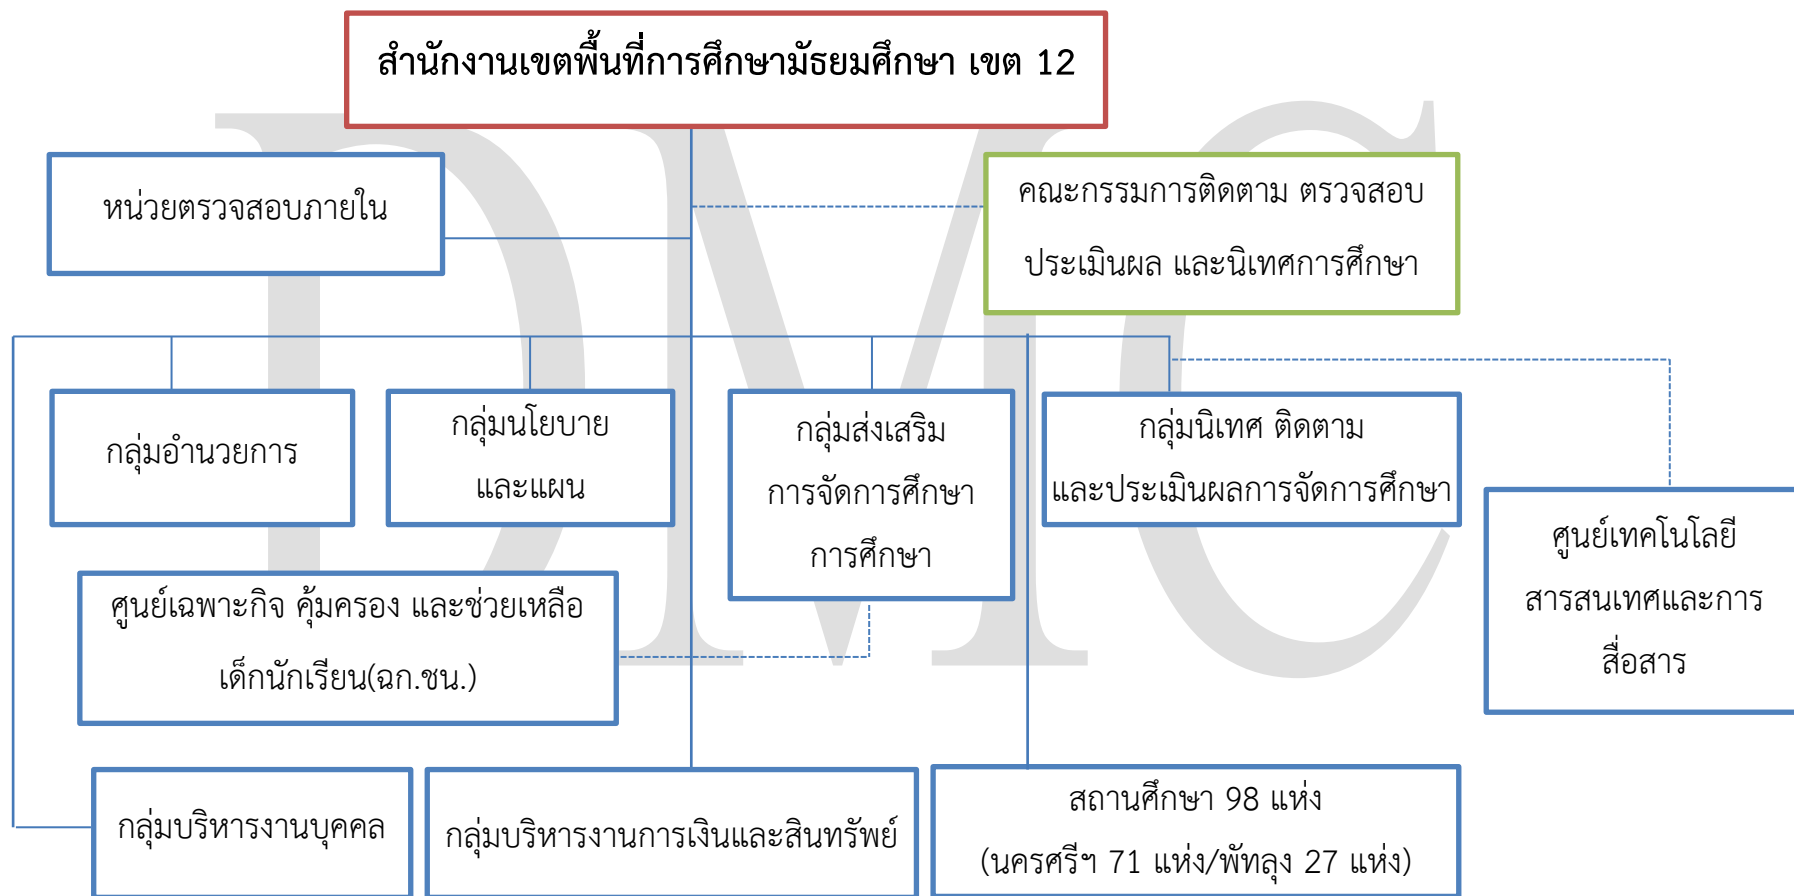 สำนักงานเขตพื้นที่การศึกษามัธยมศึกษา เขต 12
หน่วยตรวจสอบภายใน
คณะกรรมการติดตาม ตรวจสอบ
ประเมินผล และนิเทศการศึกษา
กลุ่มอำนวยการ
กลุ่มนโยบาย
และแผน
กลุ่มส่งเสริม
การจัดการศึกษา
การศึกษา
กลุ่มนิเทศ ติดตาม
และประเมินผลการจัดการศึกษา
ศูนย์เทคโนโลยี
สารสนเทศและการ
สื่อสาร
ศูนย์เฉพาะกิจ คุ้มครอง และช่วยเหลือ
เด็กนักเรียน(ฉก.ชน.)
กลุ่มบริหารงานบุคคล
กลุ่มบริหารงานการเงินและสินทรัพย์
สถานศึกษา 98 แห่ง
(นครศรีฯ 71 แห่ง/พัทลุง 27 แห่ง)
DMC